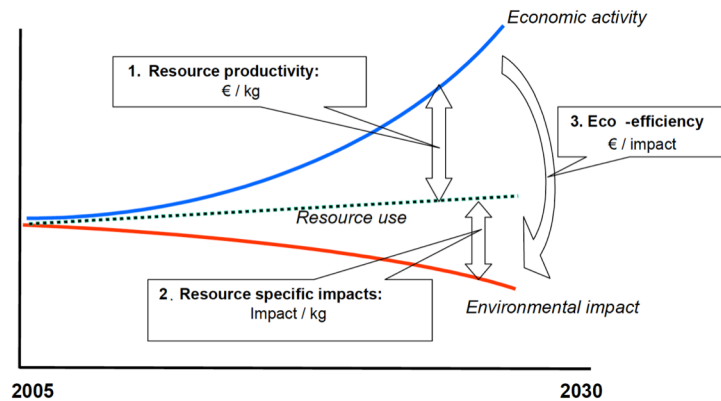 Economic activity
1. Resource productivity:
€ / kg
3. Eco -efficiency
€ / impact
Resource use
2. Resource specific impacts:
Impact / kg
Environmental impact
2005
2030